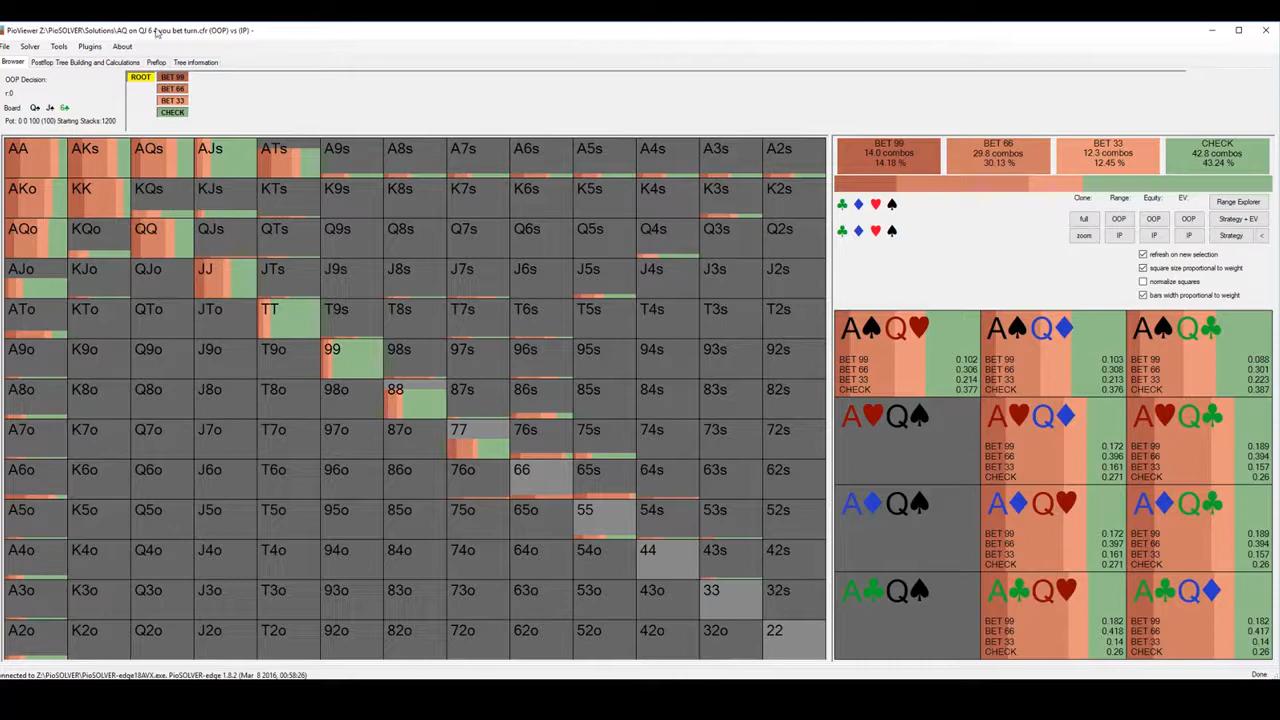 PioViewer Z:\PioSOLVER\Solutions\AQ on QJ 6 you bet turn.cfr (OOP) vs (IP) -
File Solver Tools Plugins About
Browser Postflop Tree Building and Calculations Preflop Tree information
OOP Decision:
r:0
Board Q♠ J♠ 6♣
Pot: 0 0 100 (100) Starting Stacks:1200
ROOT BET 99
BET 66
BET 33
CHECK
AA AKs AQs AJs ATs A9s A8s A7s A6s A5s A4s A3s A2s
AKo KK KQs KJs KTs K9s K8s K7s K6s K5s K4s K3s K2s
AQo KQo QQ QJs QTs Q9s Q8s Q7s Q6s Q5s Q4s Q3s Q2s
AJo KJo QJo JJ JTs J9s J8s J7s J6s J5s J4s J3s J2s
ATo KTo QTo JTo TT T9s T8s T7s T6s T5s T4s T3s T2s
A9o K9o Q9o J9o T9o 99 98s 97s 96s 95s 94s 93s 92s
A8o K8o Q8o J8o T8o 98o 88 87s 86s 85s 84s 83s 82s
A7o K7o Q7o J7o T7o 97o 87o 77 76s 75s 74s 73s 72s
A6o K6o Q6o J6o T6o 96o 86o 76o 66 65s 64s 63s 62s
A5o K5o Q5o J5o T5o 95o 85o 75o 65o 55 54s 53s 52s
A4o K4o Q4o J4o T4o 94o 84o 74o 64o 54o 44 43s 42s
A3o K3o Q3o J3o T3o 93o 83o 73o 63o 53o 43o 33 32s
A2o K2o Q2o J2o T2o 92o 82o 72o 62o 52o 42o 32o 22
BET 99 BET 66 BET 33 CHECK
14.0 combos 29.8 combos 12.3 combos 42.8 combos
14.18 % 30.13 % 12.45 % 43.24 %
♣ ♦ ♥ ♠
♣ ♦ ♥ ♠
Clone: Range: Equity: EV: Range Explorer
full OOP OOP OOP Strategy + EV
zoom IP IP IP Strategy <
refresh on new selection
square size proportional to weight
normalize squares
bars width proportional to weight
A♠ Q♥ A♠ Q♦ A♠ Q♣
BET 99 0.102 BET 99 0.103 BET 99 0.088
BET 66 0.306 BET 66 0.308 BET 66 0.301
BET 33 0.214 BET 33 0.213 BET 33 0.223
CHECK 0.377 CHECK 0.376 CHECK 0.387
A♥ Q♠ A♥ Q♦ A♥ Q♣
BET 99 0.172 BET 99 0.189
BET 66 0.396 BET 66 0.394
BET 33 0.161 BET 33 0.157
CHECK 0.271 CHECK 0.26
A♦ Q♠ A♦ Q♥ A♦ Q♣
BET 99 0.172 BET 99 0.189
BET 66 0.397 BET 66 0.394
BET 33 0.161 BET 33 0.157
CHECK 0.271 CHECK 0.26
A♣ Q♠ A♣ Q♥ A♣ Q♦
BET 99 0.182 BET 99 0.182
BET 66 0.418 BET 66 0.417
BET 33 0.14 BET 33 0.14
CHECK 0.26 CHECK 0.26
nnected to Z:\PioSOLVER\PioSOLVER-edge18AVX.exe. PioSOLVER-edge 1.8.2 (Mar 8 2016, 00:58:26) Done